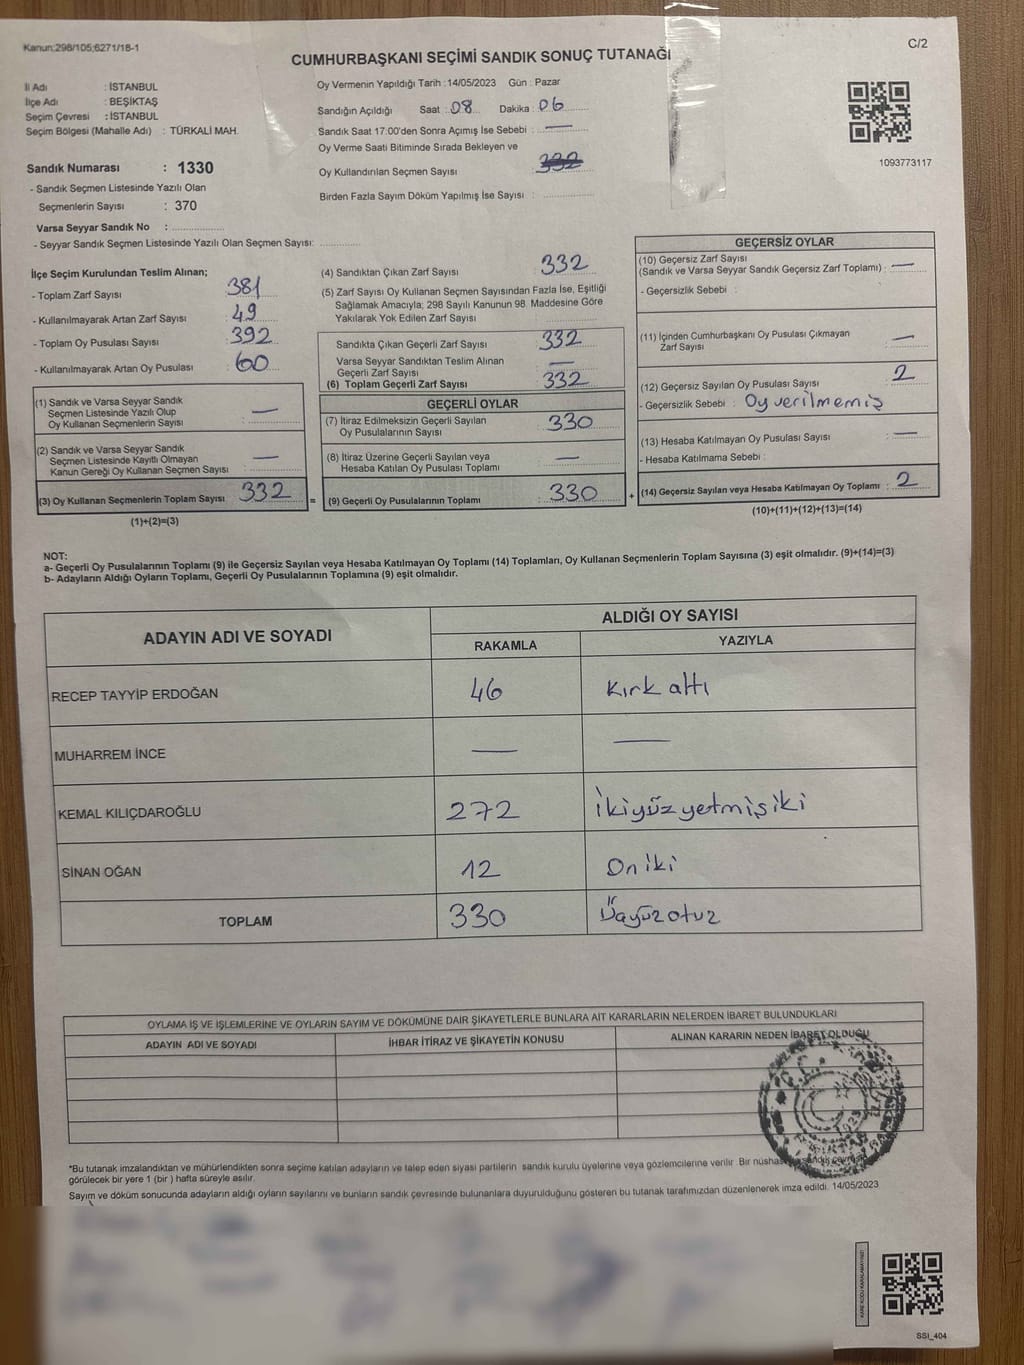 Kanun:298/105;6271/18-1
C/2
CUMHURBAŞKANI SEÇİMİ SANDIK SONUÇ TUTANAĞI
İl Adı : İSTANBUL
İlçe Adı : BEŞİKTAŞ
Seçim Çevresi : İSTANBUL
Seçim Bölgesi (Mahalle Adı) : TÜRKALİ MAH.
Sandık Numarası : 1330
- Sandık Seçmen Listesinde Yazılı Olan
Seçmenlerin Sayısı : 370
Varsa Seyyar Sandık No :
- Seyyar Sandık Seçmen Listesinde Yazılı Olan Seçmen Sayısı:
Oy Vermenin Yapıldığı Tarih : 14/05/2023 Gün : Pazar
Sandığın Açıldığı Saat : 08 Dakika : 06
Sandık Saat 17:00'den Sonra Açımış İse Sebebi : —
Oy Verme Saati Bitiminde Sırada Bekleyen ve
Oy Kullandırılan Seçmen Sayısı : 332
Birden Fazla Sayım Döküm Yapılmış İse Sayısı :
1093773117
İlçe Seçim Kurulundan Teslim Alınan;
- Toplam Zarf Sayısı : 381
- Kullanılmayarak Artan Zarf Sayısı : 49
- Toplam Oy Pusulası Sayısı : 392
- Kullanılmayarak Artan Oy Pusulası : 60
(1) Sandık ve Varsa Seyyar Sandık
Seçmen Listesinde Yazılı Olup
Oy Kullanan Seçmenlerin Sayısı : —
(2) Sandık ve Varsa Seyyar Sandık
Seçmen Listesinde Kayıtlı Olmayan
Kanun Gereği Oy Kullanan Seçmen Sayısı : —
(3) Oy Kullanan Seçmenlerin Toplam Sayısı : 332
(1)+(2)=(3)
(4) Sandıktan Çıkan Zarf Sayısı : 332
(5) Zarf Sayısı Oy Kullanan Seçmen Sayısından Fazla İse, Eşitliği
Sağlamak Amacıyla; 298 Sayılı Kanunun 98. Maddesine Göre
Yakılarak Yok Edilen Zarf Sayısı :
Sandıkta Çıkan Geçerli Zarf Sayısı : 332
Varsa Seyyar Sandıktan Teslim Alınan
Geçerli Zarf Sayısı : —
(6) Toplam Geçerli Zarf Sayısı : 332
GEÇERLİ OYLAR
(7) İtiraz Edilmeksizin Geçerli Sayılan
Oy Pusulalarının Sayısı : 330
(8) İtiraz Üzerine Geçerli Sayılan veya
Hesaba Katılan Oy Pusulası Toplamı : —
= (9) Geçerli Oy Pusulalarının Toplamı : 330
GEÇERSİZ OYLAR
(10) Geçersiz Zarf Sayısı
(Sandık ve Varsa Seyyar Sandık Geçersiz Zarf Toplamı) : —
- Geçersizlik Sebebi :
(11) İçinden Cumhurbaşkanı Oy Pusulası Çıkmayan
Zarf Sayısı : —
(12) Geçersiz Sayılan Oy Pusulası Sayısı : 2
- Geçersizlik Sebebi : Oy verilmemiş
(13) Hesaba Katılmayan Oy Pusulası Sayısı : —
- Hesaba Katılmama Sebebi :
+ (14) Geçersiz Sayılan veya Hesaba Katılmayan Oy Toplamı : 2
(10)+(11)+(12)+(13)=(14)
NOT:
a- Geçerli Oy Pusulalarının Toplamı (9) ile Geçersiz Sayılan veya Hesaba Katılmayan Oy Toplamı (14) Toplamları, Oy Kullanan Seçmenlerin Toplam Sayısına (3) eşit olmalıdır. (9)+(14)=(3)
b- Adayların Aldığı Oyların Toplamı, Geçerli Oy Pusulalarının Toplamına (9) eşit olmalıdır.
ADAYIN ADI VE SOYADI
ALDIĞI OY SAYISI
RAKAMLA YAZIYLA
RECEP TAYYİP ERDOĞAN 46 Kırk altı
MUHARREM İNCE — —
KEMAL KILIÇDAROĞLU 272 İkiyüz yetmiş iki
SİNAN OĞAN 12 On iki
TOPLAM 330 Üçyüz otuz
OYLAMA İŞ VE İŞLEMLERİNE VE OYLARIN SAYIM VE DÖKÜMÜNE DAİR ŞİKAYETLERLE BUNLARA AİT KARARLARIN NELERDEN İBARET BULUNDUKLARI
ADAYIN ADI VE SOYADI İHBAR İTİRAZ VE ŞİKAYETİN KONUSU ALINAN KARARIN NEDEN İBARET OLDUĞU
*Bu tutanak imzalandıktan ve mühürlendikten sonra seçime katılan adayların ve talep eden siyasi partilerin sandık kurulu üyelerine veya gözlemcilerine verilir. Bir nüshası sandık çevresinde
görülecek bir yere 1 (bir) hafta süreyle asılır.
Sayım ve döküm sonucunda adayların aldığı oyların sayılarını ve bunların sandık çevresinde bulunanlara duyurulduğunu gösteren bu tutanak tarafımızdan düzenlenerek imza edildi. 14/05/2023
KARE KODU KARALAMAYINIZ!
SSI_404